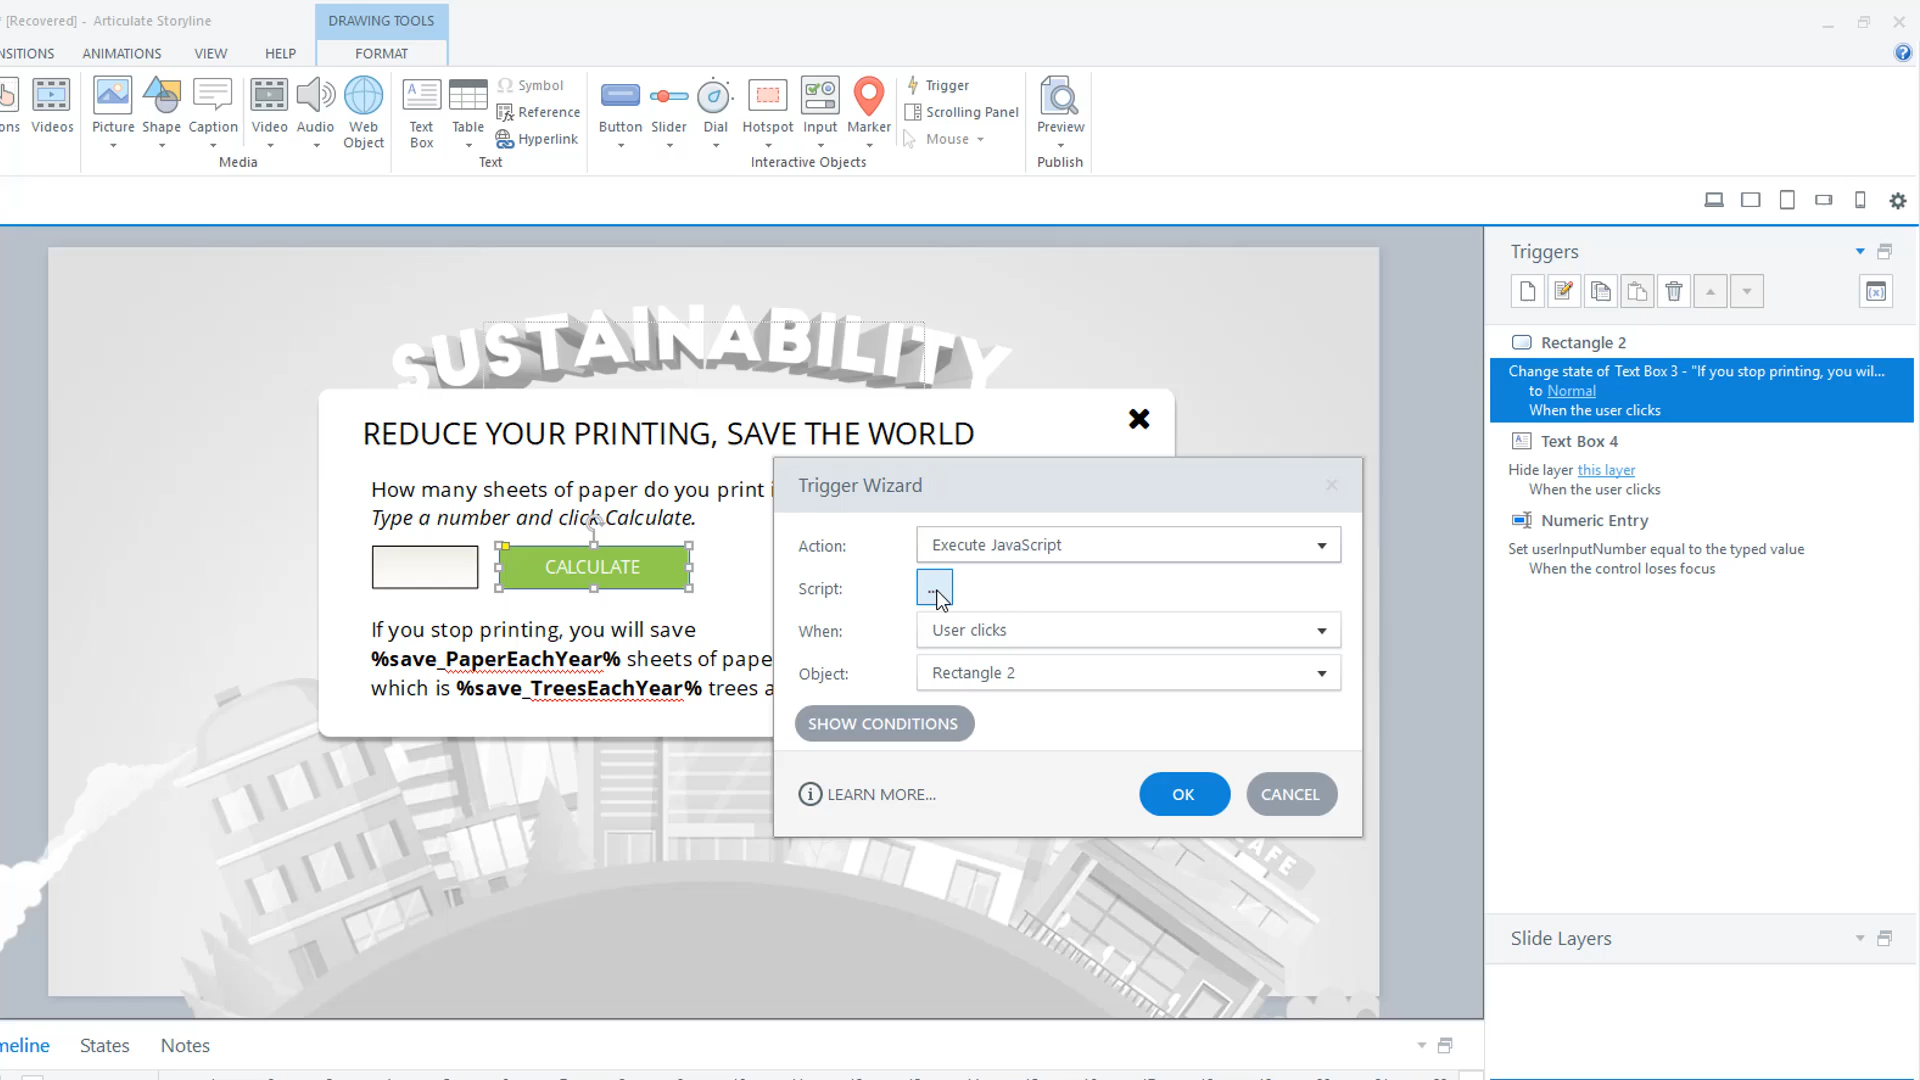 * [Recovered] - Articulate Storyline
DRAWING TOOLS
NSITIONS
ANIMATIONS
VIEW
HELP
FORMAT
ons
Videos
Picture
Shape
Caption
Video
Audio
Web
Object
Media
Text
Box
Table
Symbol
Reference
Hyperlink
Text
Button
Slider
Dial
Hotspot
Input
Marker
Trigger
Scrolling Panel
Mouse
Interactive Objects
Preview
Publish
SUSTAINABILITY
REDUCE YOUR PRINTING, SAVE THE WORLD
How many sheets of paper do you print i
Type a number and click Calculate.
CALCULATE
If you stop printing, you will save
%save_PaperEachYear% sheets of pape
which is %save_TreesEachYear% trees a
CAFE
Trigger Wizard
Action:
Execute JavaScript
Script:
...
When:
User clicks
Object:
Rectangle 2
SHOW CONDITIONS
LEARN MORE...
OK
CANCEL
Triggers
Rectangle 2
Change state of Text Box 3 - "If you stop printing, you wil...
to Normal
When the user clicks
Text Box 4
Hide layer this layer
When the user clicks
Numeric Entry
Set userInputNumber equal to the typed value
When the control loses focus
Slide Layers
meline
States
Notes